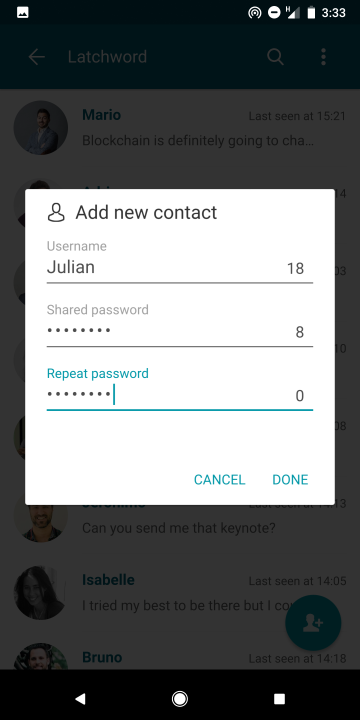 H
3:33
Latchword
Mario
Last seen at 15:21
Blockchain is definitely going to cha...
14
Add new contact
Username
Julian
18
03
Shared password
••••••••
8
10
Repeat password
••••••••
0
08
CANCEL
DONE
13
Can you send me that keynote?
Isabelle
Last seen at 14:05
I tried my best to be there but I co
Bruno
Last seen at 14:18